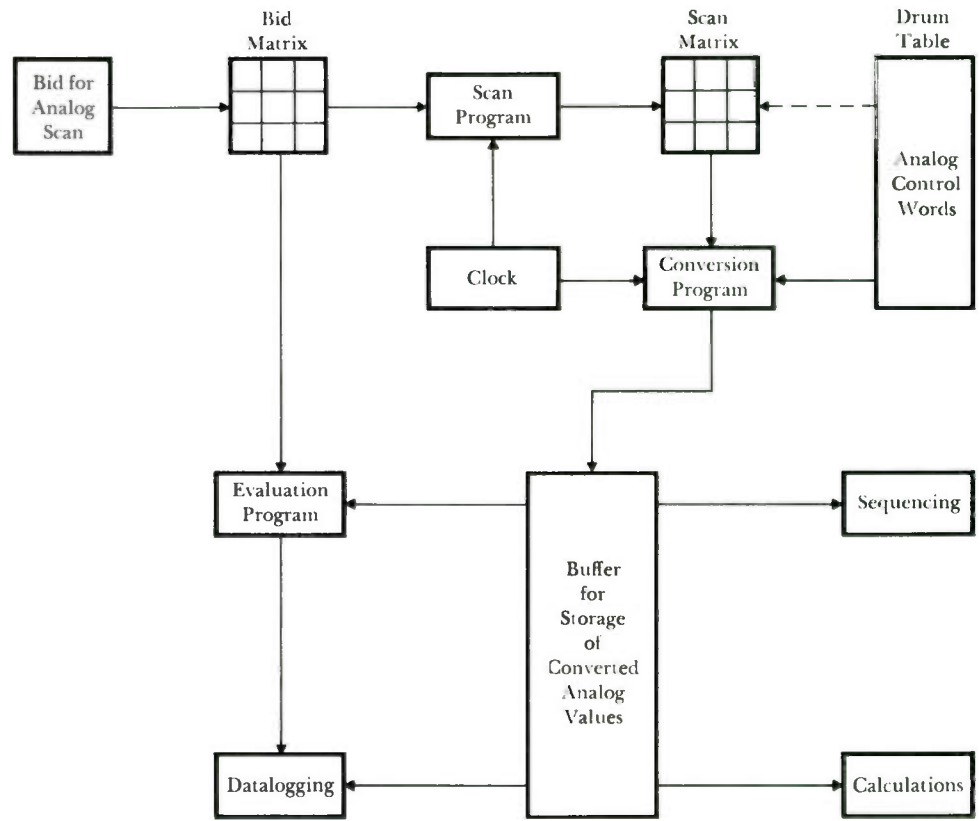 Bid
Matrix
Scan
Matrix
Drum
Table
Bid for
Analog
Scan
Scan
Program
Analog
Control
Words
Clock
Conversion
Program
Evaluation
Program
Sequencing
Buffer
for
Storage
of
Converted
Analog
Values
Datalogging
Calculations